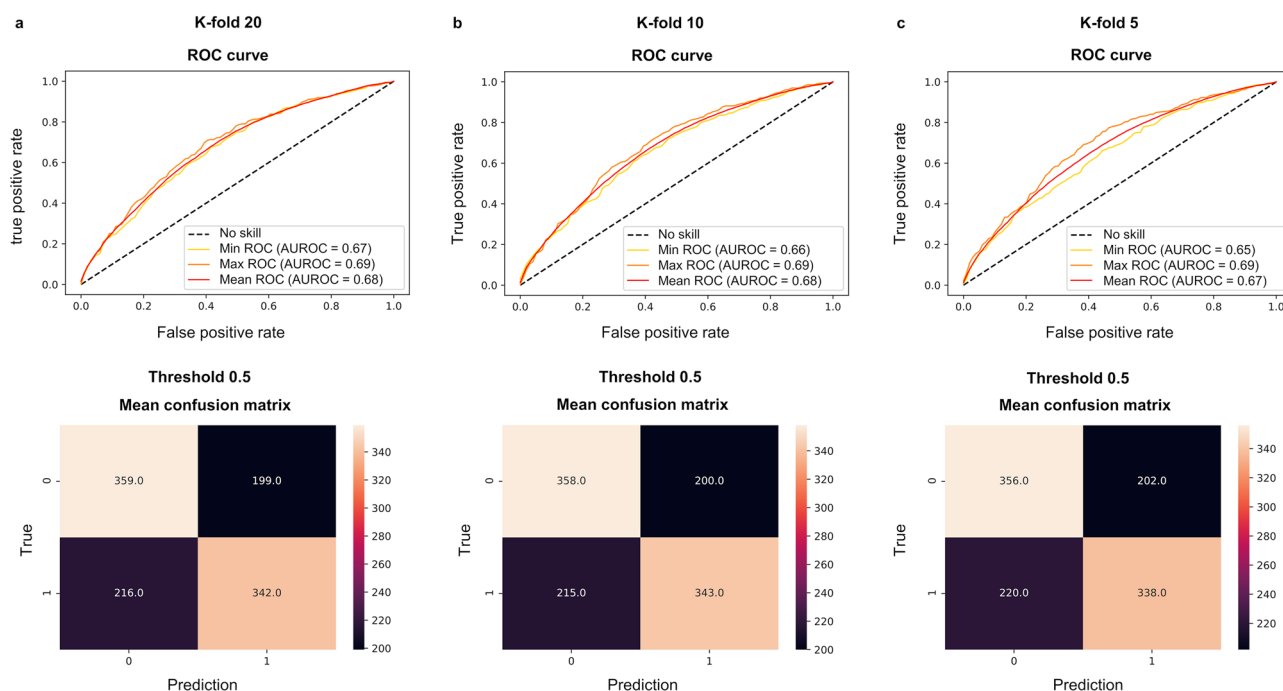 a
K-fold 20
ROC curve
1.0
0.8
0.6
0.4
0.2
0.0
true positive rate
No skill
Min ROC (AUROC = 0.67)
Max ROC (AUROC = 0.69)
Mean ROC (AUROC = 0.68)
0.0 0.2 0.4 0.6 0.8 1.0
False positive rate
b
K-fold 10
ROC curve
1.0
0.8
0.6
0.4
0.2
0.0
True positive rate
No skill
Min ROC (AUROC = 0.66)
Max ROC (AUROC = 0.69)
Mean ROC (AUROC = 0.68)
0.0 0.2 0.4 0.6 0.8 1.0
False positive rate
c
K-fold 5
ROC curve
1.0
0.8
0.6
0.4
0.2
0.0
True positive rate
No skill
Min ROC (AUROC = 0.65)
Max ROC (AUROC = 0.69)
Mean ROC (AUROC = 0.67)
0.0 0.2 0.4 0.6 0.8 1.0
False positive rate
Threshold 0.5
Mean confusion matrix
True
0
359.0 199.0
1
216.0 342.0
0 1
Prediction
340
320
300
280
260
240
220
200
Threshold 0.5
Mean confusion matrix
True
0
358.0 200.0
1
215.0 343.0
0 1
Prediction
340
320
300
280
260
240
220
200
Threshold 0.5
Mean confusion matrix
True
0
356.0 202.0
1
220.0 338.0
0 1
Prediction
340
320
300
280
260
240
220